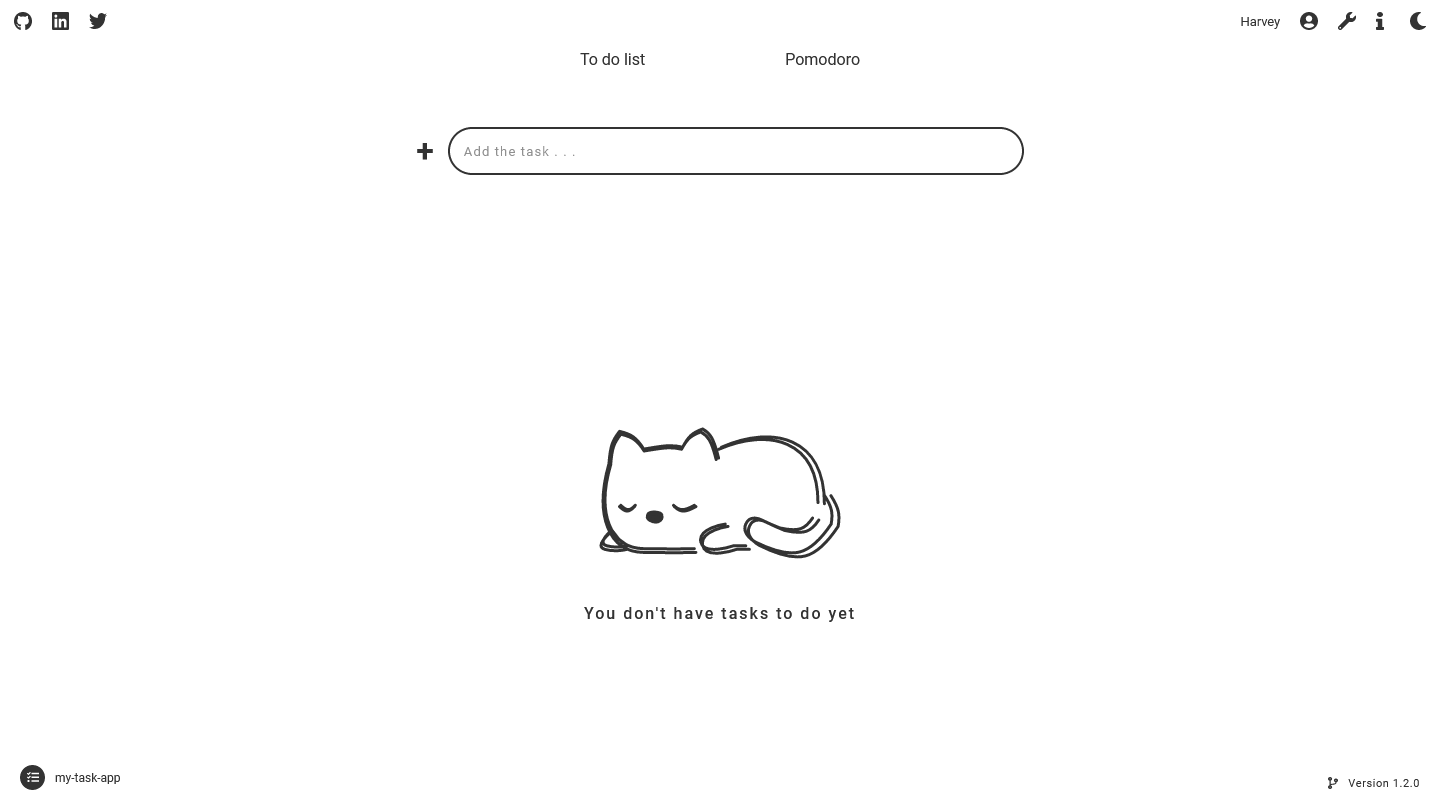 Harvey
To do list
Pomodoro
Add the task . . .
You don't have tasks to do yet
my-task-app
Version 1.2.0